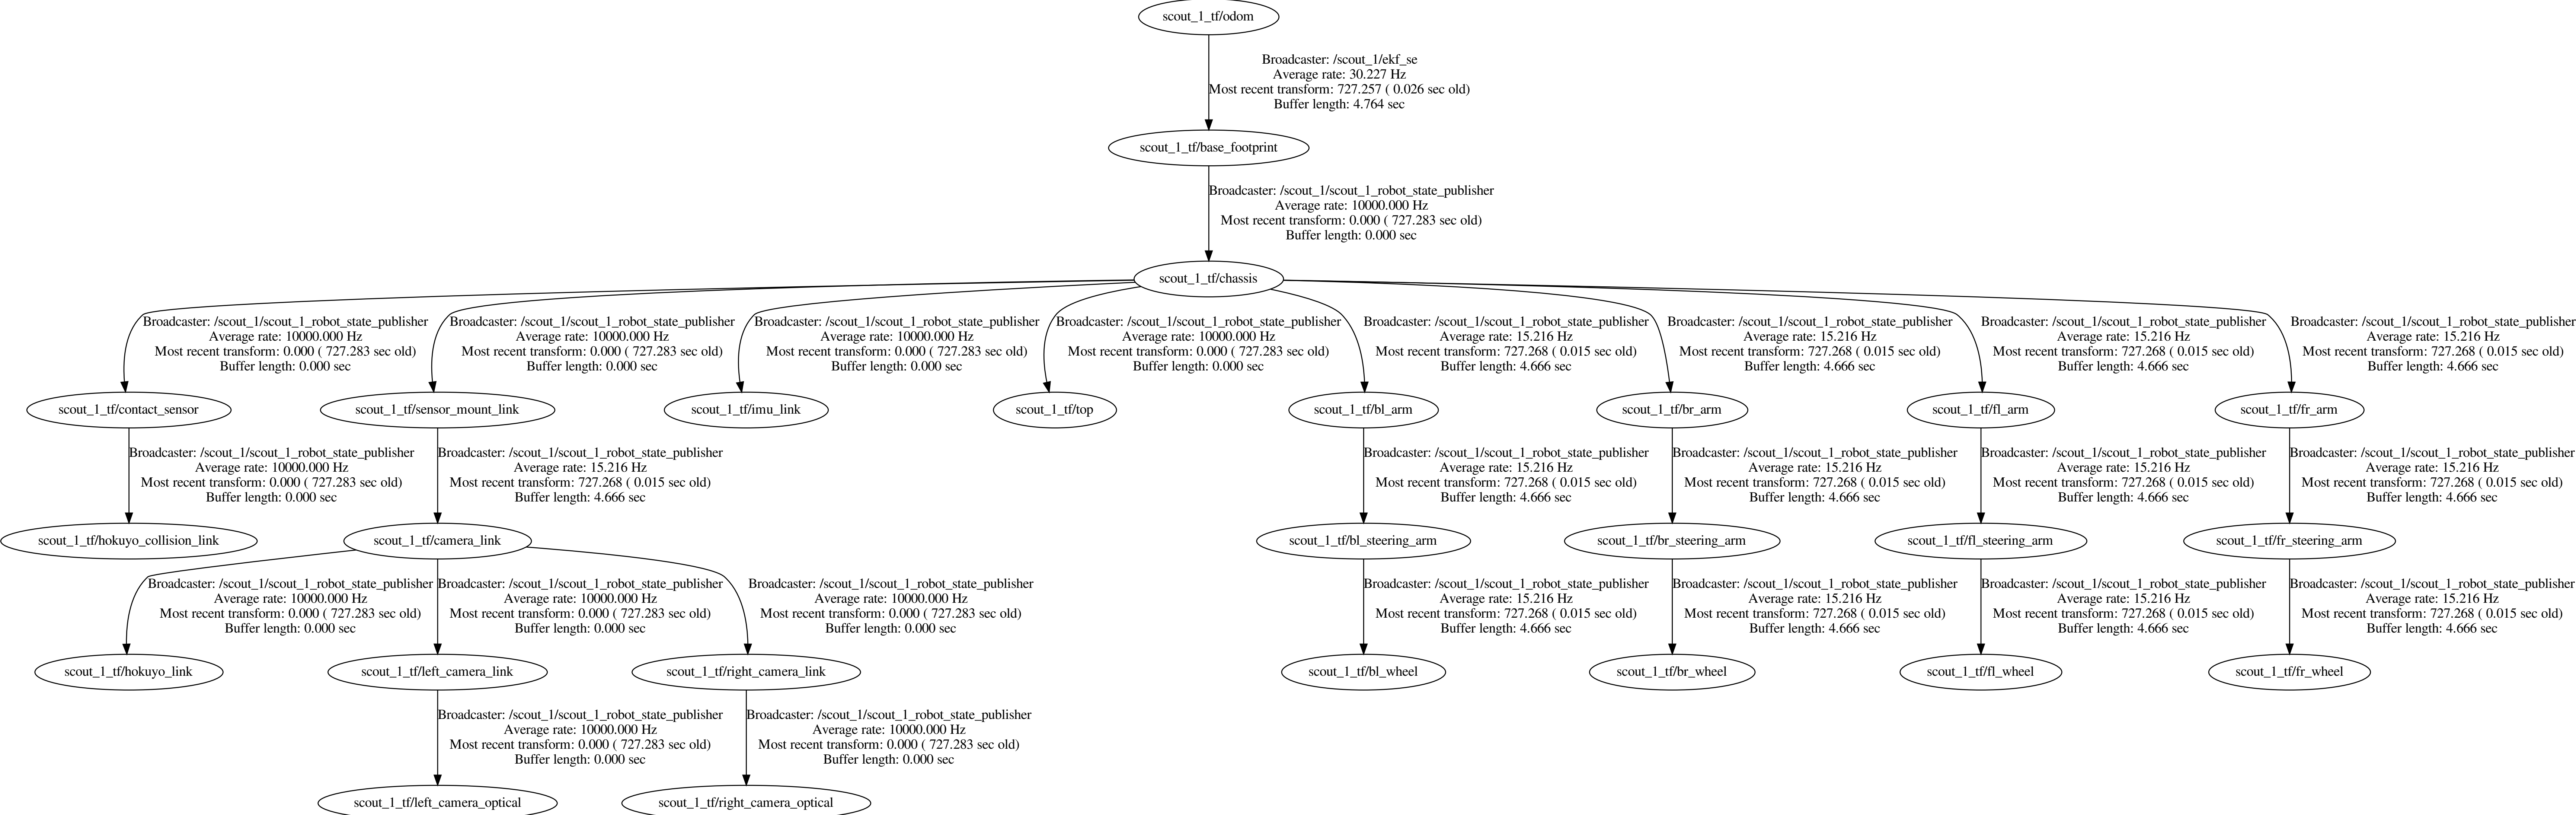 scout_1_tf/odom
Broadcaster: /scout_1/ekf_se
Average rate: 30.227 Hz
Most recent transform: 727.257 ( 0.026 sec old)
Buffer length: 4.764 sec
scout_1_tf/base_footprint
Broadcaster: /scout_1/scout_1_robot_state_publisher
Average rate: 10000.000 Hz
Most recent transform: 0.000 ( 727.283 sec old)
Buffer length: 0.000 sec
scout_1_tf/chassis
Broadcaster: /scout_1/scout_1_robot_state_publisher
Average rate: 10000.000 Hz
Most recent transform: 0.000 ( 727.283 sec old)
Buffer length: 0.000 sec
Broadcaster: /scout_1/scout_1_robot_state_publisher
Average rate: 10000.000 Hz
Most recent transform: 0.000 ( 727.283 sec old)
Buffer length: 0.000 sec
Broadcaster: /scout_1/scout_1_robot_state_publisher
Average rate: 10000.000 Hz
Most recent transform: 0.000 ( 727.283 sec old)
Buffer length: 0.000 sec
Broadcaster: /scout_1/scout_1_robot_state_publisher
Average rate: 10000.000 Hz
Most recent transform: 0.000 ( 727.283 sec old)
Buffer length: 0.000 sec
Broadcaster: /scout_1/scout_1_robot_state_publisher
Average rate: 15.216 Hz
Most recent transform: 727.268 ( 0.015 sec old)
Buffer length: 4.666 sec
Broadcaster: /scout_1/scout_1_robot_state_publisher
Average rate: 15.216 Hz
Most recent transform: 727.268 ( 0.015 sec old)
Buffer length: 4.666 sec
Broadcaster: /scout_1/scout_1_robot_state_publisher
Average rate: 15.216 Hz
Most recent transform: 727.268 ( 0.015 sec old)
Buffer length: 4.666 sec
Broadcaster: /scout_1/scout_1_robot_state_publisher
Average rate: 15.216 Hz
Most recent transform: 727.268 ( 0.015 sec old)
Buffer length: 4.666 sec
scout_1_tf/contact_sensor
scout_1_tf/sensor_mount_link
scout_1_tf/imu_link
scout_1_tf/top
scout_1_tf/bl_arm
scout_1_tf/br_arm
scout_1_tf/fl_arm
scout_1_tf/fr_arm
Broadcaster: /scout_1/scout_1_robot_state_publisher
Average rate: 10000.000 Hz
Most recent transform: 0.000 ( 727.283 sec old)
Buffer length: 0.000 sec
Broadcaster: /scout_1/scout_1_robot_state_publisher
Average rate: 15.216 Hz
Most recent transform: 727.268 ( 0.015 sec old)
Buffer length: 4.666 sec
Broadcaster: /scout_1/scout_1_robot_state_publisher
Average rate: 15.216 Hz
Most recent transform: 727.268 ( 0.015 sec old)
Buffer length: 4.666 sec
Broadcaster: /scout_1/scout_1_robot_state_publisher
Average rate: 15.216 Hz
Most recent transform: 727.268 ( 0.015 sec old)
Buffer length: 4.666 sec
Broadcaster: /scout_1/scout_1_robot_state_publisher
Average rate: 15.216 Hz
Most recent transform: 727.268 ( 0.015 sec old)
Buffer length: 4.666 sec
Broadcaster: /scout_1/scout_1_robot_state_publisher
Average rate: 15.216 Hz
Most recent transform: 727.268 ( 0.015 sec old)
Buffer length: 4.666 sec
scout_1_tf/hokuyo_collision_link
scout_1_tf/camera_link
scout_1_tf/bl_steering_arm
scout_1_tf/br_steering_arm
scout_1_tf/fl_steering_arm
scout_1_tf/fr_steering_arm
Broadcaster: /scout_1/scout_1_robot_state_publisher
Average rate: 10000.000 Hz
Most recent transform: 0.000 ( 727.283 sec old)
Buffer length: 0.000 sec
Broadcaster: /scout_1/scout_1_robot_state_publisher
Average rate: 10000.000 Hz
Most recent transform: 0.000 ( 727.283 sec old)
Buffer length: 0.000 sec
Broadcaster: /scout_1/scout_1_robot_state_publisher
Average rate: 10000.000 Hz
Most recent transform: 0.000 ( 727.283 sec old)
Buffer length: 0.000 sec
Broadcaster: /scout_1/scout_1_robot_state_publisher
Average rate: 15.216 Hz
Most recent transform: 727.268 ( 0.015 sec old)
Buffer length: 4.666 sec
Broadcaster: /scout_1/scout_1_robot_state_publisher
Average rate: 15.216 Hz
Most recent transform: 727.268 ( 0.015 sec old)
Buffer length: 4.666 sec
Broadcaster: /scout_1/scout_1_robot_state_publisher
Average rate: 15.216 Hz
Most recent transform: 727.268 ( 0.015 sec old)
Buffer length: 4.666 sec
Broadcaster: /scout_1/scout_1_robot_state_publisher
Average rate: 15.216 Hz
Most recent transform: 727.268 ( 0.015 sec old)
Buffer length: 4.666 sec
scout_1_tf/hokuyo_link
scout_1_tf/left_camera_link
scout_1_tf/right_camera_link
scout_1_tf/bl_wheel
scout_1_tf/br_wheel
scout_1_tf/fl_wheel
scout_1_tf/fr_wheel
Broadcaster: /scout_1/scout_1_robot_state_publisher
Average rate: 10000.000 Hz
Most recent transform: 0.000 ( 727.283 sec old)
Buffer length: 0.000 sec
Broadcaster: /scout_1/scout_1_robot_state_publisher
Average rate: 10000.000 Hz
Most recent transform: 0.000 ( 727.283 sec old)
Buffer length: 0.000 sec
scout_1_tf/left_camera_optical
scout_1_tf/right_camera_optical